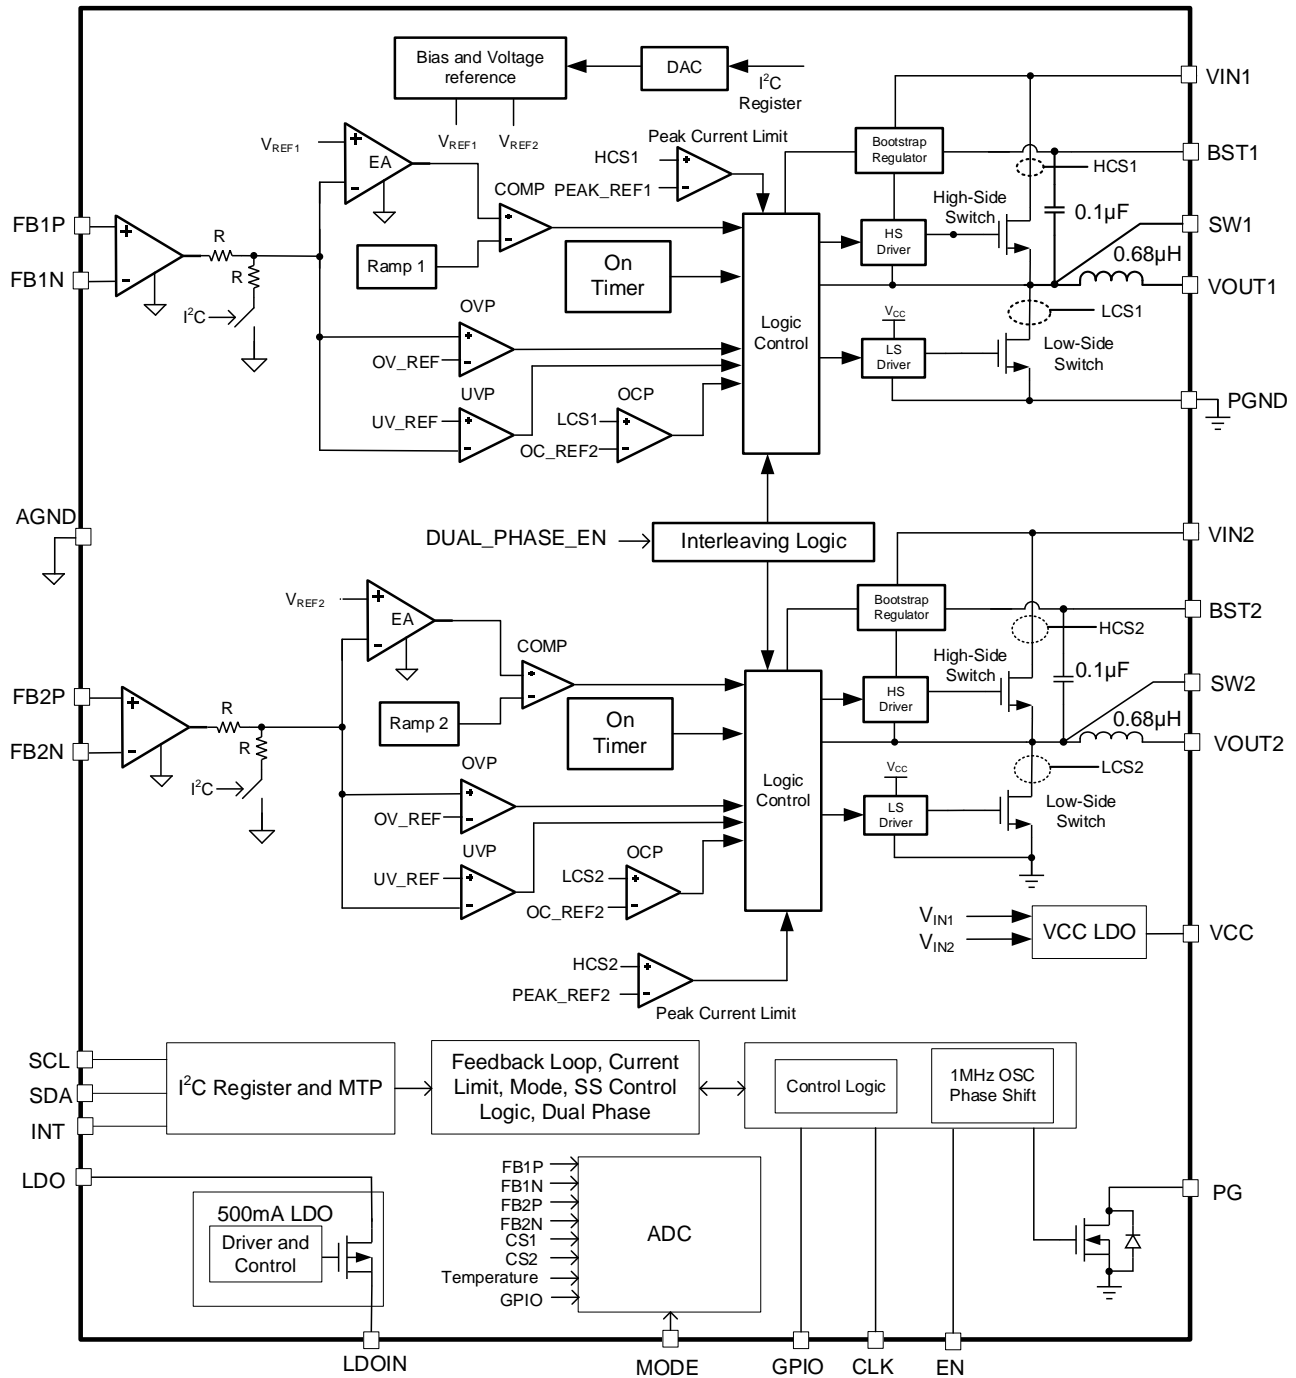 Bias and Voltage
reference
DAC
I²C
Register
VREF1
VREF2
VIN1
BST1
SW1
VOUT1
PGND
Bootstrap
Regulator
HCS1
High-Side
Switch
0.1µF
0.68µH
HS
Driver
VCC
LS
Driver
LCS1
Low-Side
Switch
Peak Current Limit
HCS1
PEAK_REF1
VREF1
EA
COMP
Ramp 1
On
Timer
Logic
Control
FB1P
FB1N
R
R
I²C
OVP
OV_REF
UVP
UV_REF
OCP
LCS1
OC_REF2
AGND
DUAL_PHASE_EN
Interleaving Logic
VIN2
BST2
SW2
VOUT2
Bootstrap
Regulator
HCS2
High-Side
Switch
0.1µF
0.68µH
HS
Driver
VCC
LS
Driver
LCS2
Low-Side
Switch
VREF2
EA
COMP
Ramp 2
On
Timer
Logic
Control
FB2P
FB2N
R
R
I²C
OVP
OV_REF
UVP
UV_REF
OCP
LCS2
OC_REF2
HCS2
PEAK_REF2
Peak Current Limit
VIN1
VIN2
VCC LDO
VCC
SCL
SDA
INT
I²C Register and MTP
Feedback Loop, Current
Limit, Mode, SS Control
Logic, Dual Phase
Control Logic
1MHz OSC
Phase Shift
LDO
500mA LDO
Driver and
Control
FB1P
FB1N
FB2P
FB2N
CS1
CS2
Temperature
GPIO
ADC
PG
LDOIN
MODE
GPIO
CLK
EN